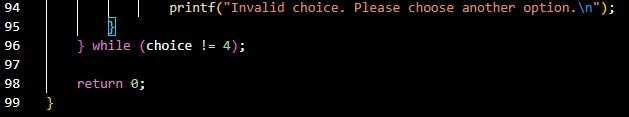 94 printf("Invalid choice. Please choose another option.\n");
95 }
96 } while (choice != 4);
97
98 return 0;
99 }